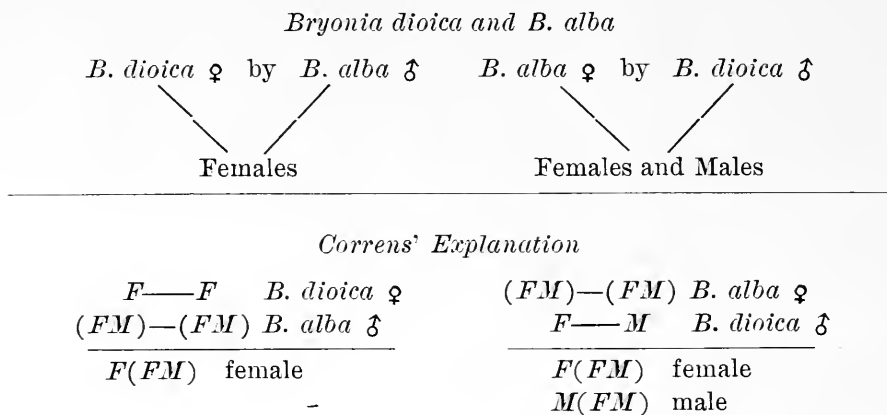 Bryonia dioica and B. alba
B. dioica ♀ by B. alba ♂ B. alba ♀ by B. dioica ♂
Females Females and Males
Correns' Explanation
F——F B. dioica ♀ (FM)—(FM) B. alba ♀
(FM)—(FM) B. alba ♂ F——M B. dioica ♂
F(FM) female F(FM) female
M(FM) male